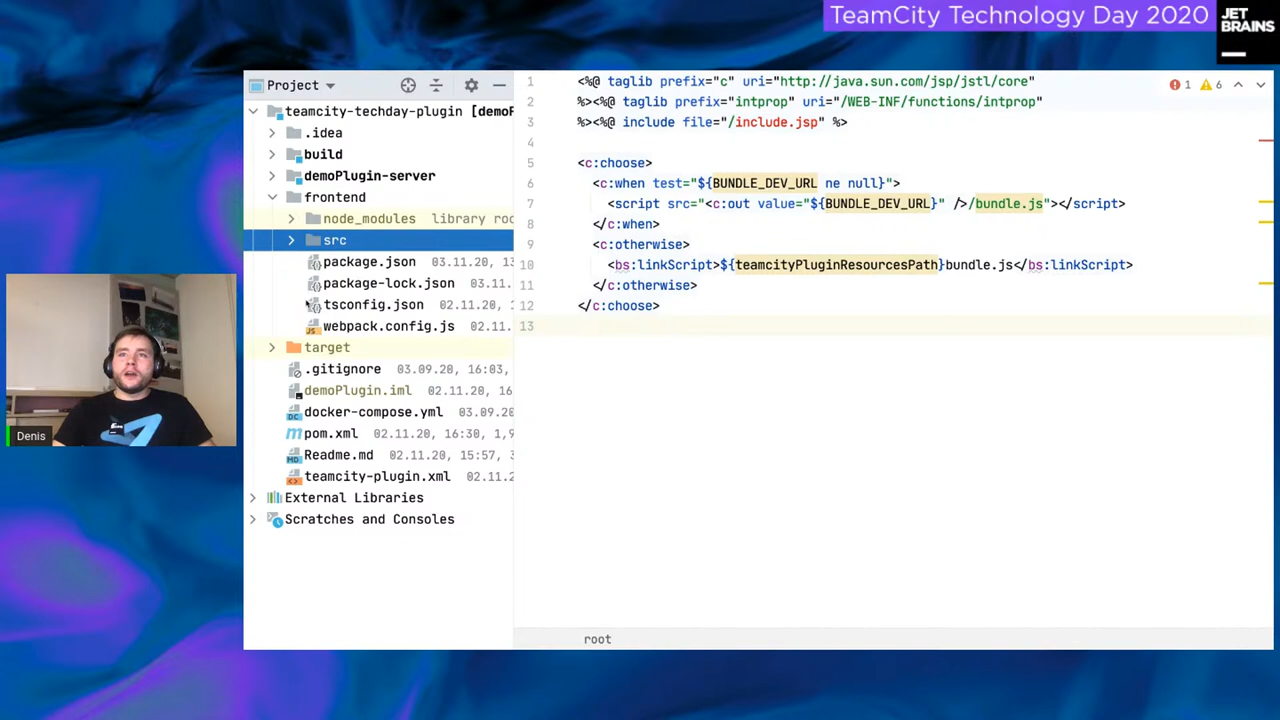 TeamCity Technology Day 2020
JET
BRAINS
Project
teamcity-techday-plugin [demoP
.idea
build
demoPlugin-server
frontend
node_modules library roo
src
package.json 03.11.20, 13
package-lock.json 03.11.
tsconfig.json 02.11.20, 1
webpack.config.js 02.11.
target
.gitignore 03.09.20, 16:03,
demoPlugin.iml 02.11.20, 16
docker-compose.yml 03.09.20
pom.xml 02.11.20, 16:30, 1,9
Readme.md 02.11.20, 15:57, 3
teamcity-plugin.xml 02.11.2
External Libraries
Scratches and Consoles
1 <%@ taglib prefix="c" uri="http://java.sun.com/jsp/jstl/core"
2 %><%@ taglib prefix="intprop" uri="/WEB-INF/functions/intprop"
3 %><%@ include file="/include.jsp" %>
4
5 <c:choose>
6 <c:when test="${BUNDLE_DEV_URL ne null}">
7 <script src="<c:out value="${BUNDLE_DEV_URL}" />/bundle.js"></script>
8 </c:when>
9 <c:otherwise>
10 <bs:linkScript>${teamcityPluginResourcesPath}bundle.js</bs:linkScript>
11 </c:otherwise>
12 </c:choose>
13
1 6
root
Denis